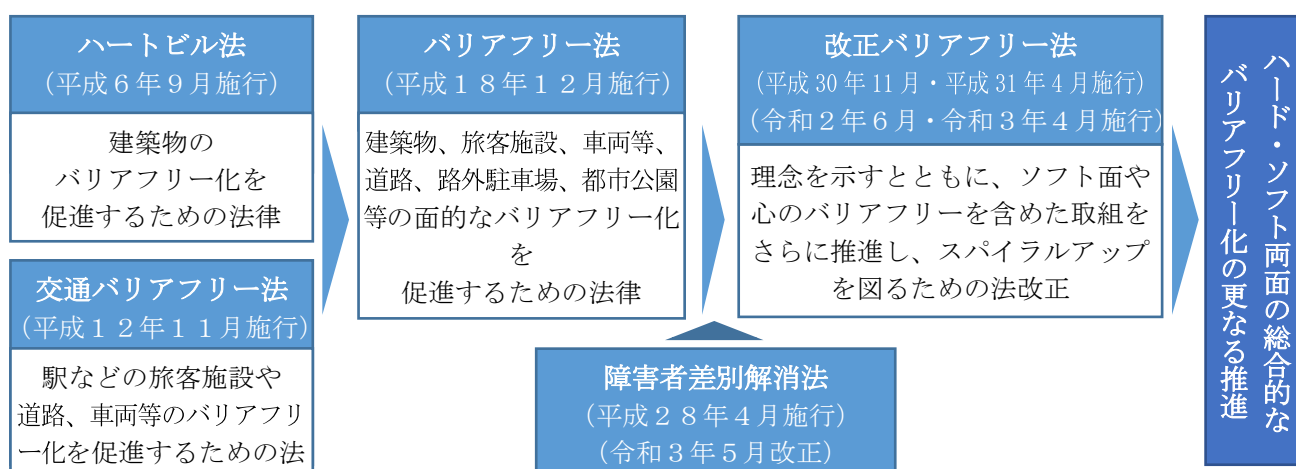 ハートビル法
（平成６年９月施行）
建築物の
バリアフリー化を
促進するための法律
交通バリアフリー法
（平成１２年１１月施行）
駅などの旅客施設や
道路、車両等のバリアフリ
ー化を促進するための法
バリアフリー法
（平成１８年１２月施行）
建築物、旅客施設、車両等、
道路、路外駐車場、都市公園
等の面的なバリアフリー化
を
促進するための法律
改正バリアフリー法
（平成30年11月・平成31年4月施行）
（令和２年６月・令和３年４月施行）
理念を示すとともに、ソフト面や
心のバリアフリーを含めた取組を
さらに推進し、スパイラルアップ
を図るための法改正
障害者差別解消法
（平成２８年４月施行）
（令和３年５月改正）
ハード・ソフト両面の総合的な
バリアフリー化の更なる推進